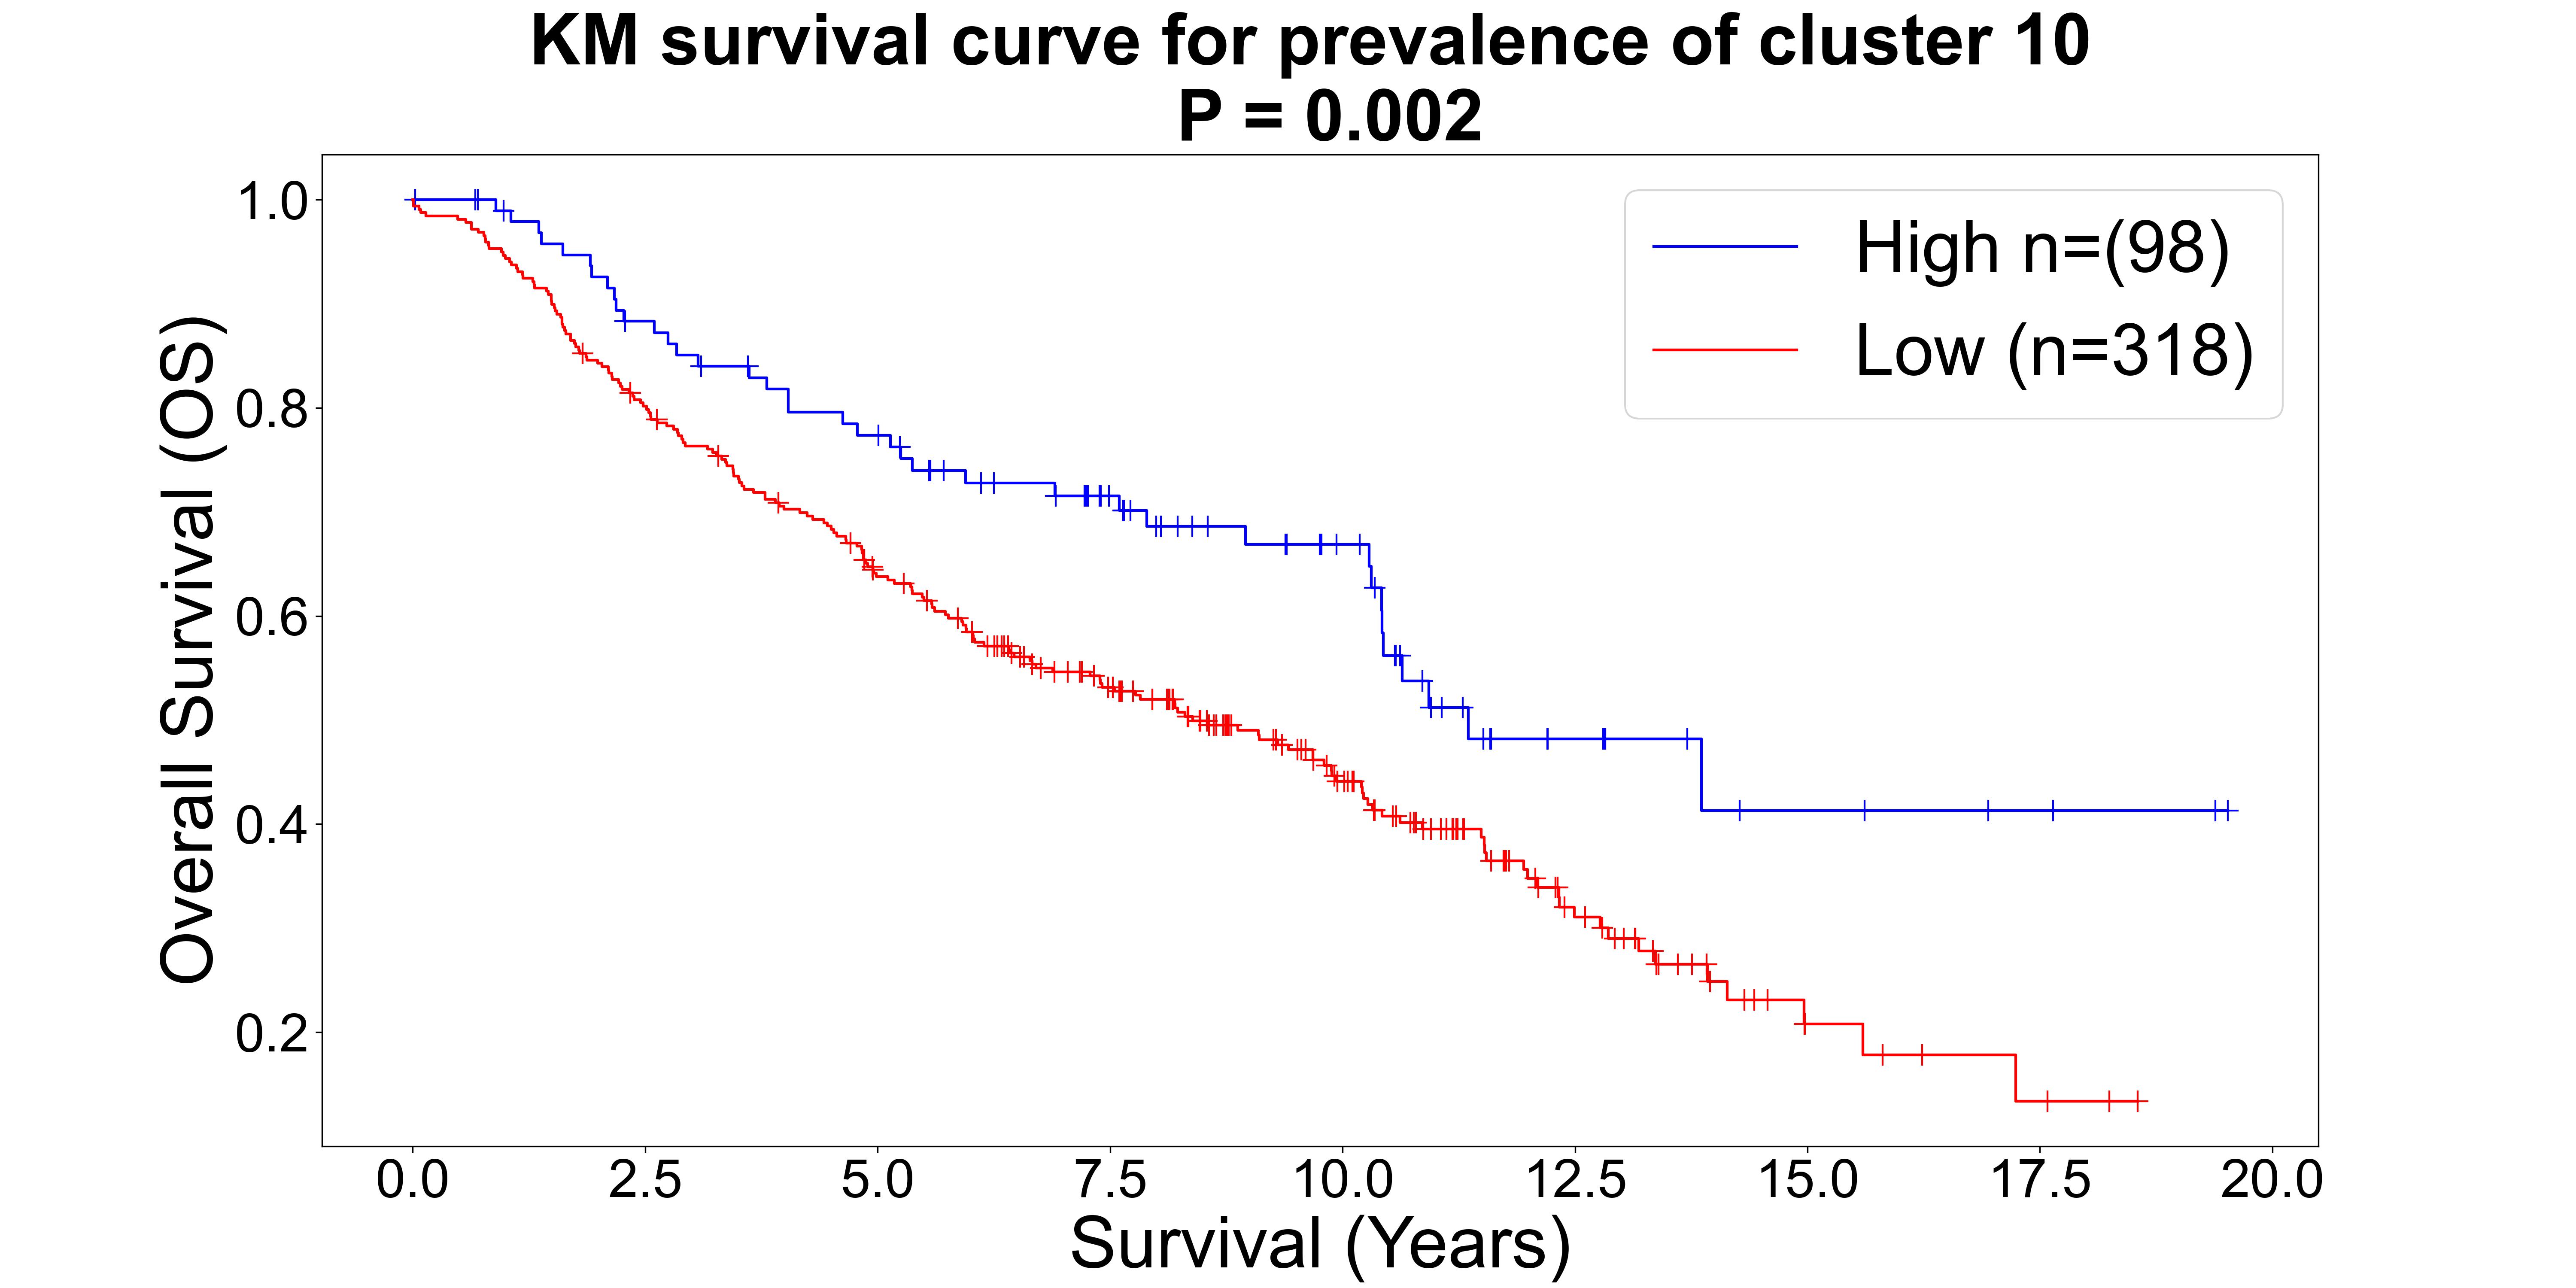 KM survival curve for prevalence of cluster 10
P = 0.002
High n=(98)
Low (n=318)
Overall Survival (OS)
1.0
0.8
0.6
0.4
0.2
0.0 2.5 5.0 7.5 10.0 12.5 15.0 17.5 20.0
Survival (Years)